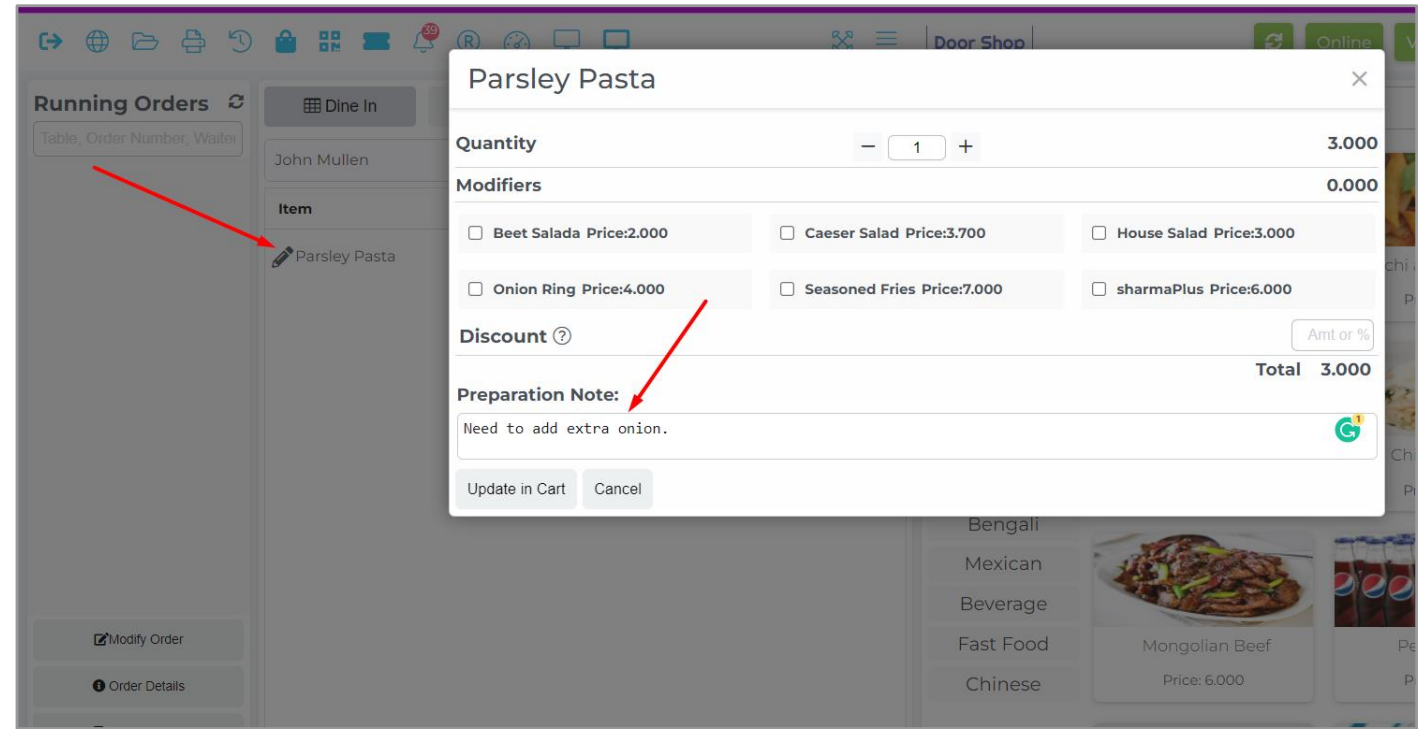 39
R
Door Shop
Online
Running Orders
Table, Order Number, Waiter
Dine In
John Mullen
Item
Parsley Pasta
Modify Order
Order Details
Parsley Pasta
×
Quantity
− 1 +
3.000
Modifiers
0.000
Beet Salada Price:2.000
Caeser Salad Price:3.700
House Salad Price:3.000
Onion Ring Price:4.000
Seasoned Fries Price:7.000
sharmaPlus Price:6.000
Discount ?
Amt or %
Total 3.000
Preparation Note:
Need to add extra onion.
G 1
Update in Cart
Cancel
Bengali
Mexican
Beverage
Fast Food
Chinese
Mongolian Beef
Price: 6.000